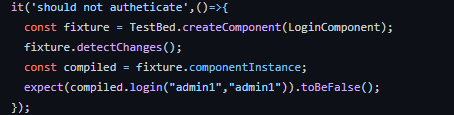 it('should not autheticate',()=>{
const fixture = TestBed.createComponent(LoginComponent);
fixture.detectChanges();
const compiled = fixture.componentInstance;
expect(compiled.login("admin1","admin1")).toBeFalse();
});